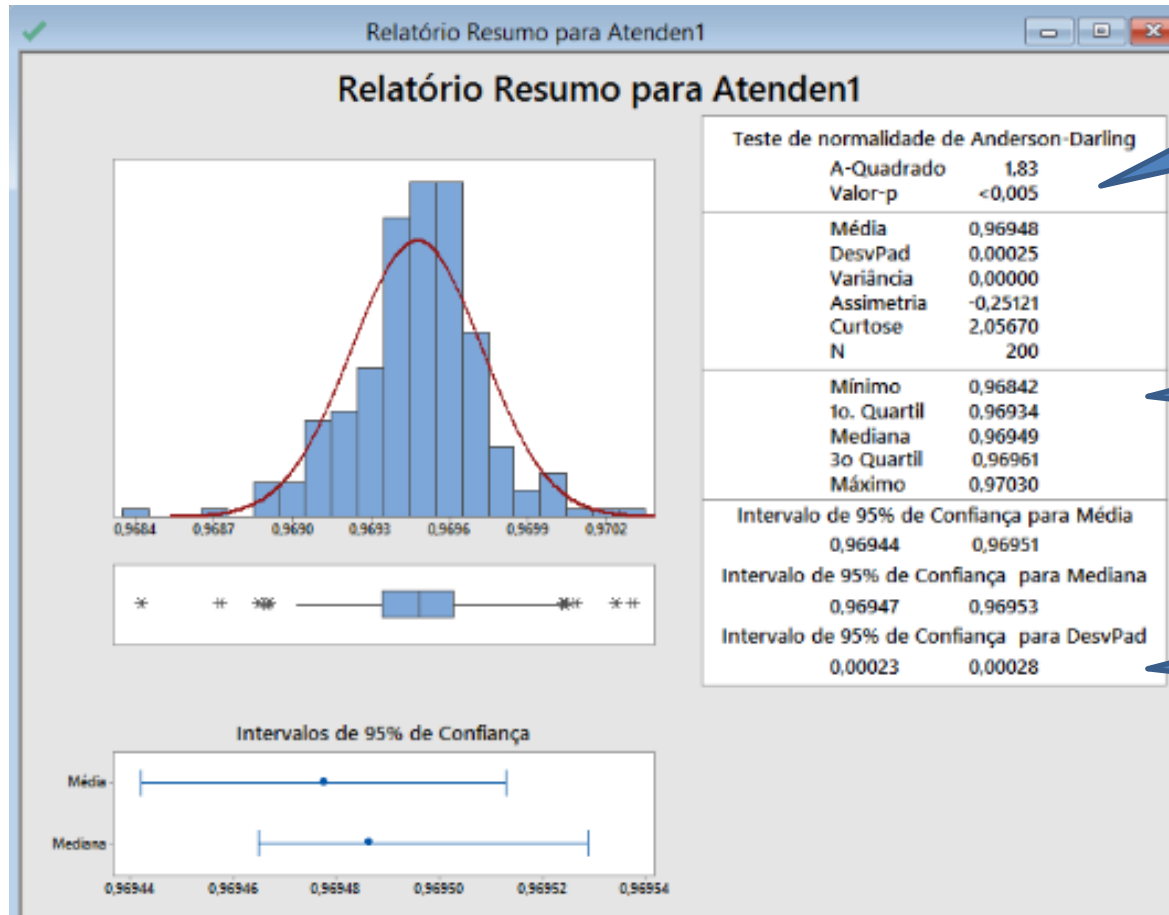 Relatório Resumo para Atenden1
Relatório Resumo para Atenden1
Teste de normalidade de Anderson-Darling
A-Quadrado 1,83
Valor-p <0,005
Média 0,96948
DesvPad 0,00025
Variância 0,00000
Assimetria -0,25121
Curtose 2,05670
N 200
Mínimo 0,96842
1o. Quartil 0,96934
Mediana 0,96949
3o Quartil 0,96961
Máximo 0,97030
Intervalo de 95% de Confiança para Média
0,96944 0,96951
Intervalo de 95% de Confiança para Mediana
0,96947 0,96953
Intervalo de 95% de Confiança para DesvPad
0,00023 0,00028
0,9684 0,9687 0,9690 0,9693 0,9696 0,9699 0,9702
Intervalos de 95% de Confiança
Média
Mediana
0,96944 0,96946 0,96948 0,96950 0,96952 0,96954